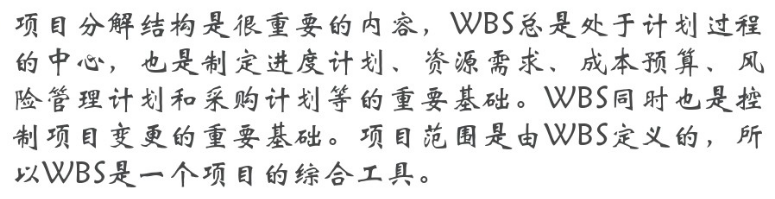 项目分解结构是很重要的内容，WBS总是处于计划过程
的中心，也是制定进度计划、资源需求、成本预算、风
险管理计划和采购计划等的重要基础。WBS同时也是控
制项目变更的重要基础。项目范围是由WBS定义的，所
以WBS是一个项目的综合工具。